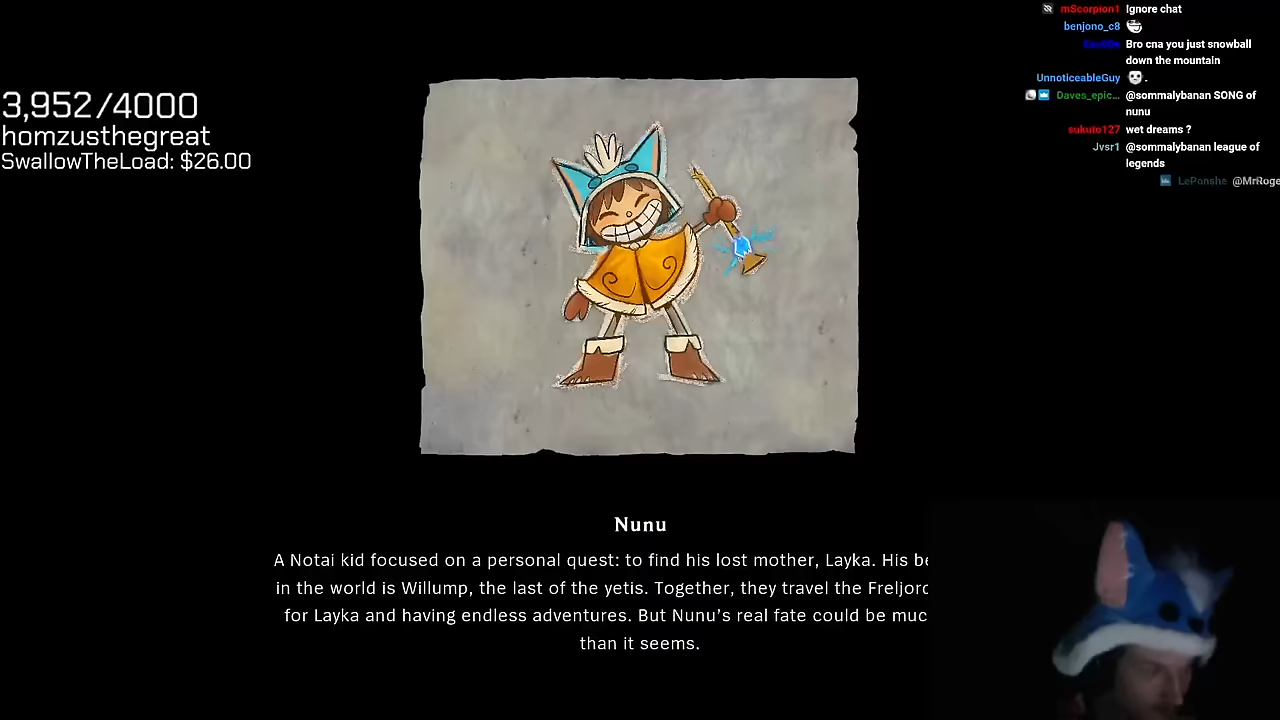 3,952/4000
homzusthegreat
SwallowTheLoad: $26.00
mScorpion1 Ignore chat
benjono_c8
Bro cna you just snowball
down the mountain
UnnoticeableGuy .
Daves_epic... @sommalybanan SONG of
nunu
sukuto127 wet dreams ?
Jvsr1 @sommalybanan league of
legends
LePonshe @MrRoge
Nunu
A Notai kid focused on a personal quest: to find his lost mother, Layka. His be
in the world is Willump, the last of the yetis. Together, they travel the Freljord
for Layka and having endless adventures. But Nunu's real fate could be muc
than it seems.